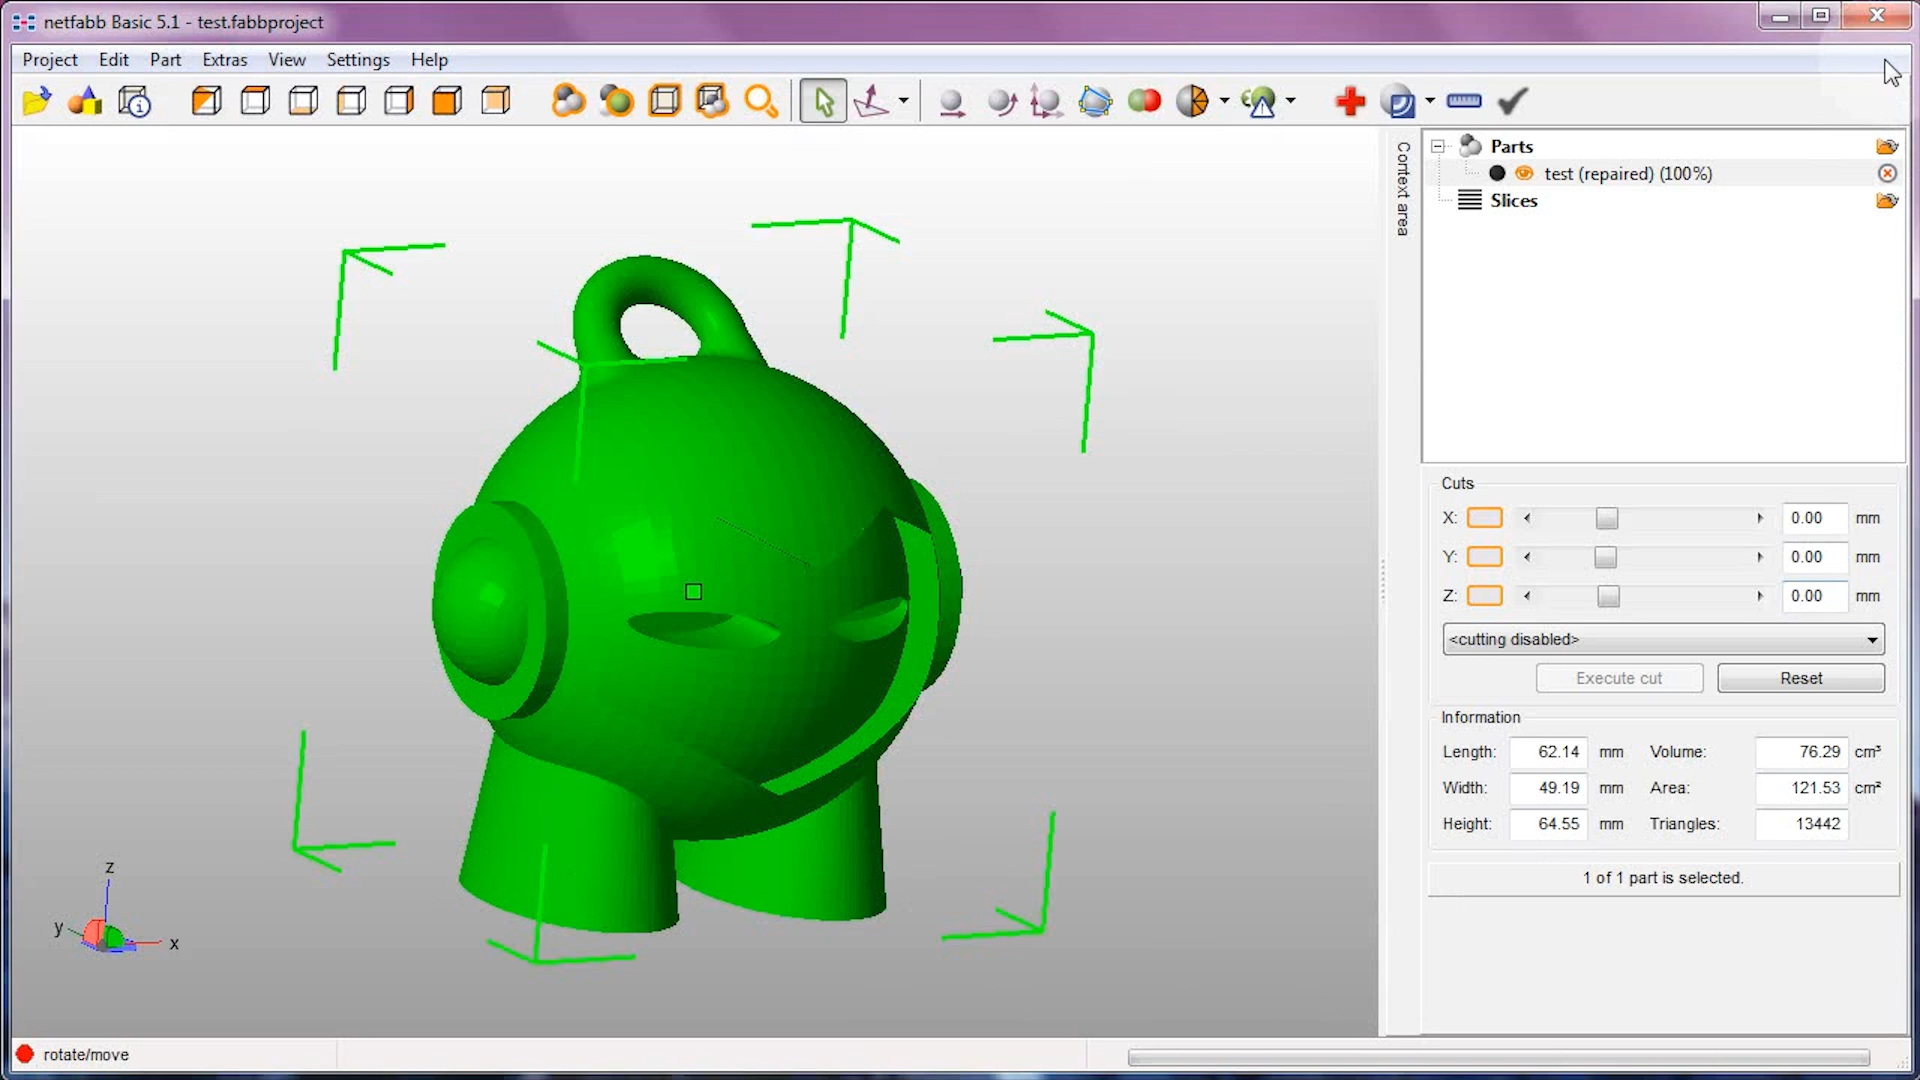 netfabb Basic 5.1 - test.fabbproject
Project Edit Part Extras View Settings Help
Context area
Parts
test (repaired) (100%)
Slices
Cuts
X: 0.00 mm
Y: 0.00 mm
Z: 0.00 mm
<cutting disabled>
Execute cut Reset
Information
Length: 62.14 mm Volume: 76.29 cm³
Width: 49.19 mm Area: 121.53 cm²
Height: 64.55 mm Triangles: 13442
1 of 1 part is selected.
z
y
x
rotate/move